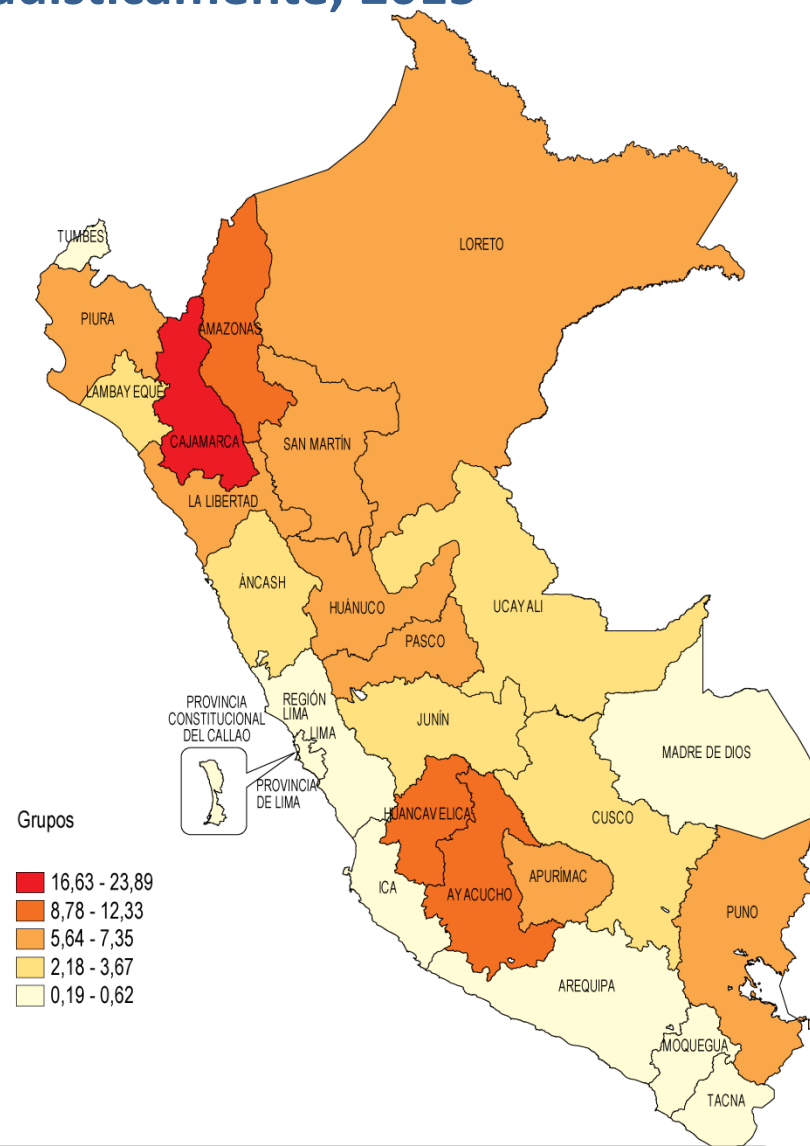 TUMBES
LORETO
PIURA
AMAZONAS
LAMBAYEQUE
CAJAMARCA
SAN MARTÍN
LA LIBERTAD
ÁNCASH
HUÁNUCO
UCAYALI
PASCO
PROVINCIA
CONSTITUCIONAL
DEL CALLAO
REGIÓN
LIMA
LIMA
JUNÍN
MADRE DE DIOS
PROVINCIA
DE LIMA
HUANCAVELICA
CUSCO
ICA
AYACUCHO
APURÍMAC
PUNO
AREQUIPA
MOQUEGUA
TACNA
Grupos
16,63 - 23,89
8,78 - 12,33
5,64 - 7,35
2,18 - 3,67
0,19 - 0,62